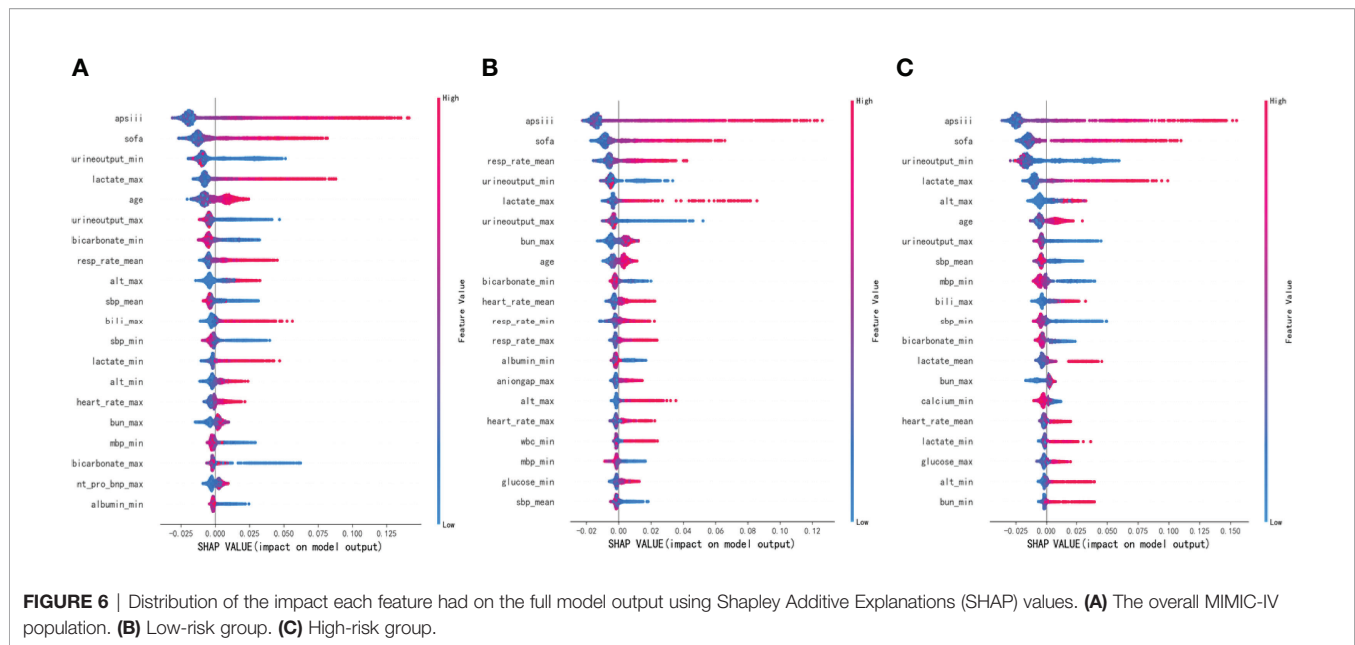 A
High
apsiii
sofa
urineoutput_min
lactate_max
age
urineoutput_max
bicarbonate_min
resp_rate_mean
alt_max
sbp_mean
bili_max
sbp_min
lactate_min
alt_min
heart_rate_max
bun_max
mbp_min
bicarbonate_max
nt_pro_bnp_max
albumin_min
Feature Value
Low
-0.025 0.000 0.025 0.050 0.075 0.100 0.125
SHAP VALUE(impact on model output)
B
High
apsiii
sofa
resp_rate_mean
urineoutput_min
lactate_max
urineoutput_max
bun_max
age
bicarbonate_min
heart_rate_mean
resp_rate_min
resp_rate_max
albumin_min
aniongap_max
alt_max
heart_rate_max
wbc_min
mbp_min
glucose_min
sbp_mean
Feature Value
Low
-0.02 0.00 0.02 0.04 0.06 0.08 0.10 0.12
SHAP VALUE(impact on model output)
C
High
apsiii
sofa
urineoutput_min
lactate_max
alt_max
age
urineoutput_max
sbp_mean
mbp_min
bili_max
sbp_min
bicarbonate_min
lactate_mean
bun_max
calcium_min
heart_rate_mean
lactate_min
glucose_max
alt_min
bun_min
Feature Value
Low
-0.025 0.000 0.025 0.050 0.075 0.100 0.125 0.150
SHAP VALUE(impact on model output)
FIGURE 6 | Distribution of the impact each feature had on the full model output using Shapley Additive Explanations (SHAP) values. (A) The overall MIMIC-IV
population. (B) Low-risk group. (C) High-risk group.